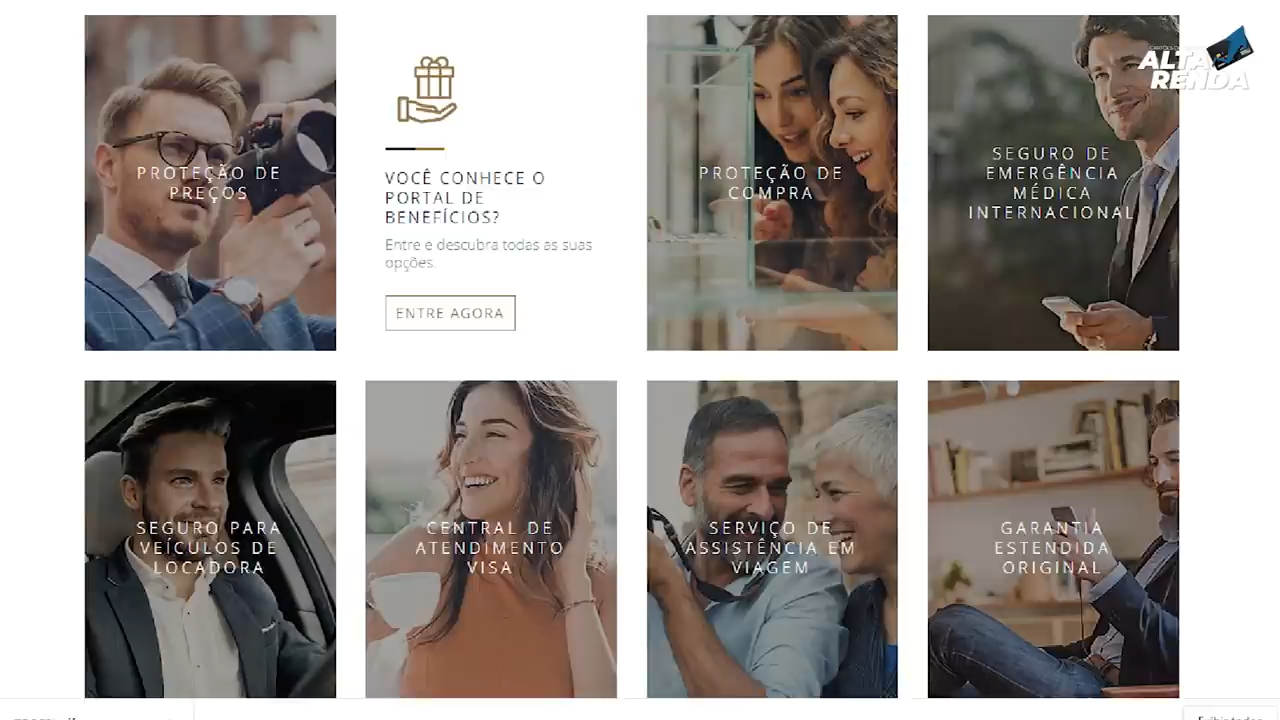 PROTEÇÃO DE
PREÇOS
VOCÊ CONHECE O
PORTAL DE
BENEFÍCIOS?
Entre e descubra todas as suas
opções.
ENTRE AGORA
PROTEÇÃO DE
COMPRA
SEGURO DE
EMERGÊNCIA
MÉDICA
INTERNACIONAL
ALTA
RENDA
SEGURO PARA
VEÍCULOS DE
LOCADORA
CENTRAL DE
ATENDIMENTO
VISA
SERVIÇO DE
ASSISTÊNCIA EM
VIAGEM
GARANTIA
ESTENDIDA
ORIGINAL